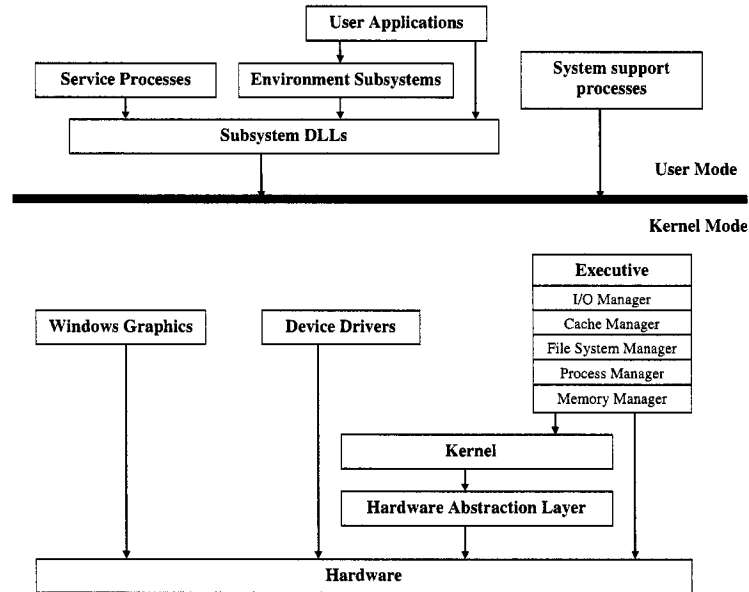 User Applications
Service Processes
Environment Subsystems
System support
processes
Subsystem DLLs
User Mode
Kernel Mode
Executive
I/O Manager
Cache Manager
File System Manager
Process Manager
Memory Manager
Windows Graphics
Device Drivers
Kernel
Hardware Abstraction Layer
Hardware